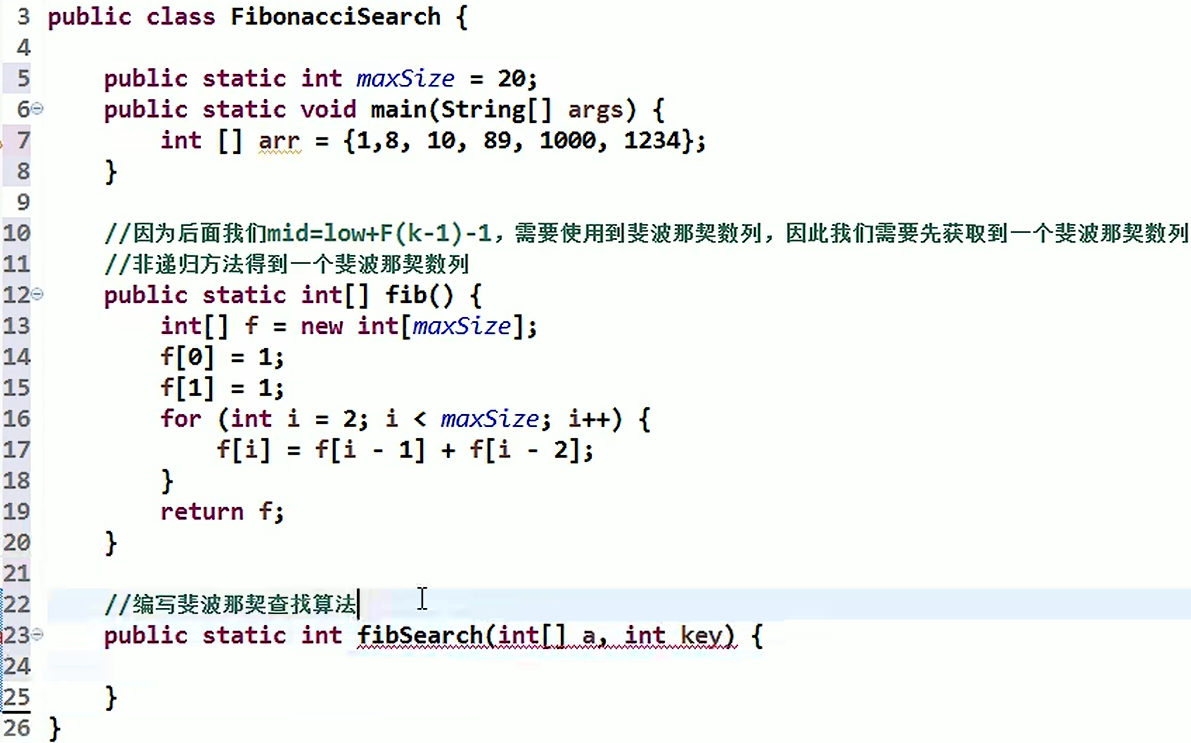 3 public class FibonacciSearch {
4
5 public static int maxSize = 20;
6 public static void main(String[] args) {
7 int [] arr = {1,8, 10, 89, 1000, 1234};
8 }
9
10 //因为后面我们mid=low+F(k-1)-1，需要使用到斐波那契数列，因此我们需要先获取到一个斐波那契数列
11 //非递归方法得到一个斐波那契数列
12 public static int[] fib() {
13 int[] f = new int[maxSize];
14 f[0] = 1;
15 f[1] = 1;
16 for (int i = 2; i < maxSize; i++) {
17 f[i] = f[i - 1] + f[i - 2];
18 }
19 return f;
20 }
21
22 //编写斐波那契查找算法
23 public static int fibSearch(int[] a, int key) {
24
25 }
26 }